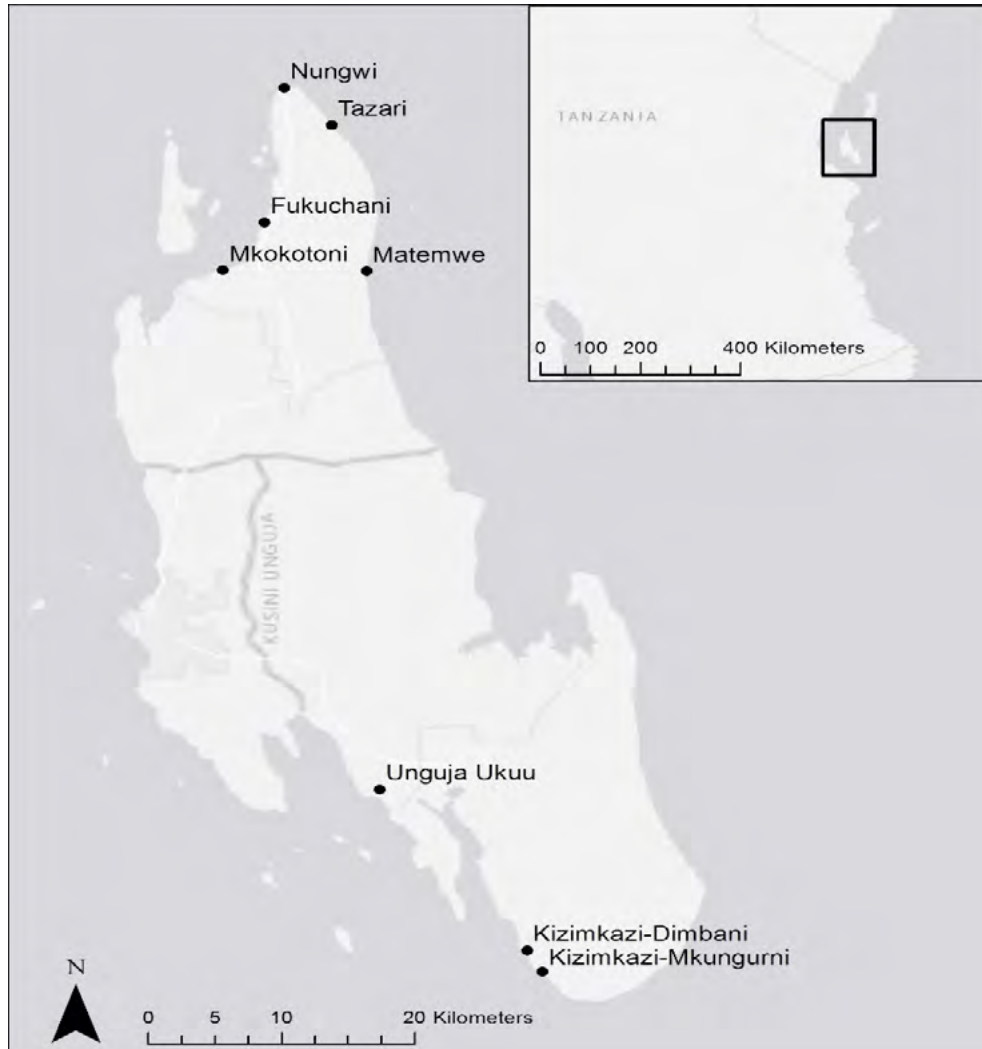 Nungwi
Tazari
Fukuchani
Mkokotoni
Matemwe
TANZANIA
0 100 200 400 Kilometers
KUSINI UNGUJA
Unguja Ukuu
Kizimkazi-Dimbani
Kizimkazi-Mkungurni
N
0 5 10 20 Kilometers